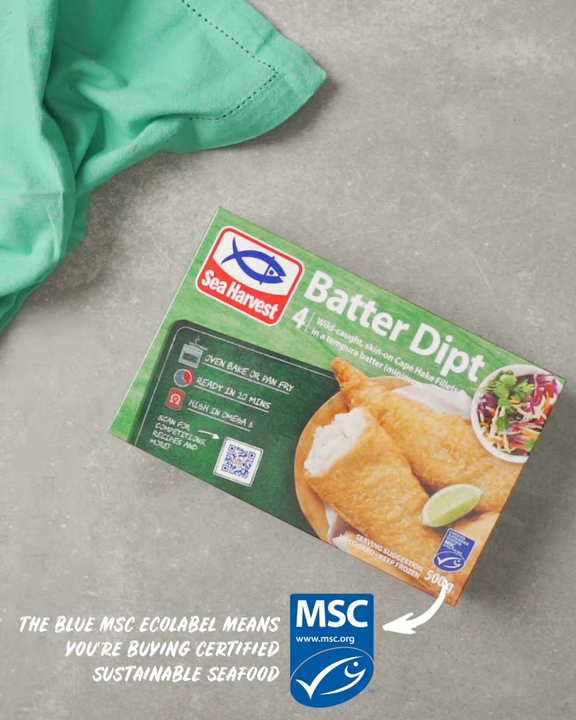 Sea Harvest
Batter Dipt
4
Wild-caught, skin-on Cape Hake Fillets
in a tempura batter
OVEN BAKE OR PAN FRY
READY IN 20 MINS
HIGH IN OMEGA 3
SCAN FOR
COMPETITIONS,
RECIPES AND
MORE!
SERVING SUGGESTION
UNCOOKED - KEEP FROZEN
500g
THE BLUE MSC ECOLABEL MEANS
YOU'RE BUYING CERTIFIED
SUSTAINABLE SEAFOOD
MSC
www.msc.org